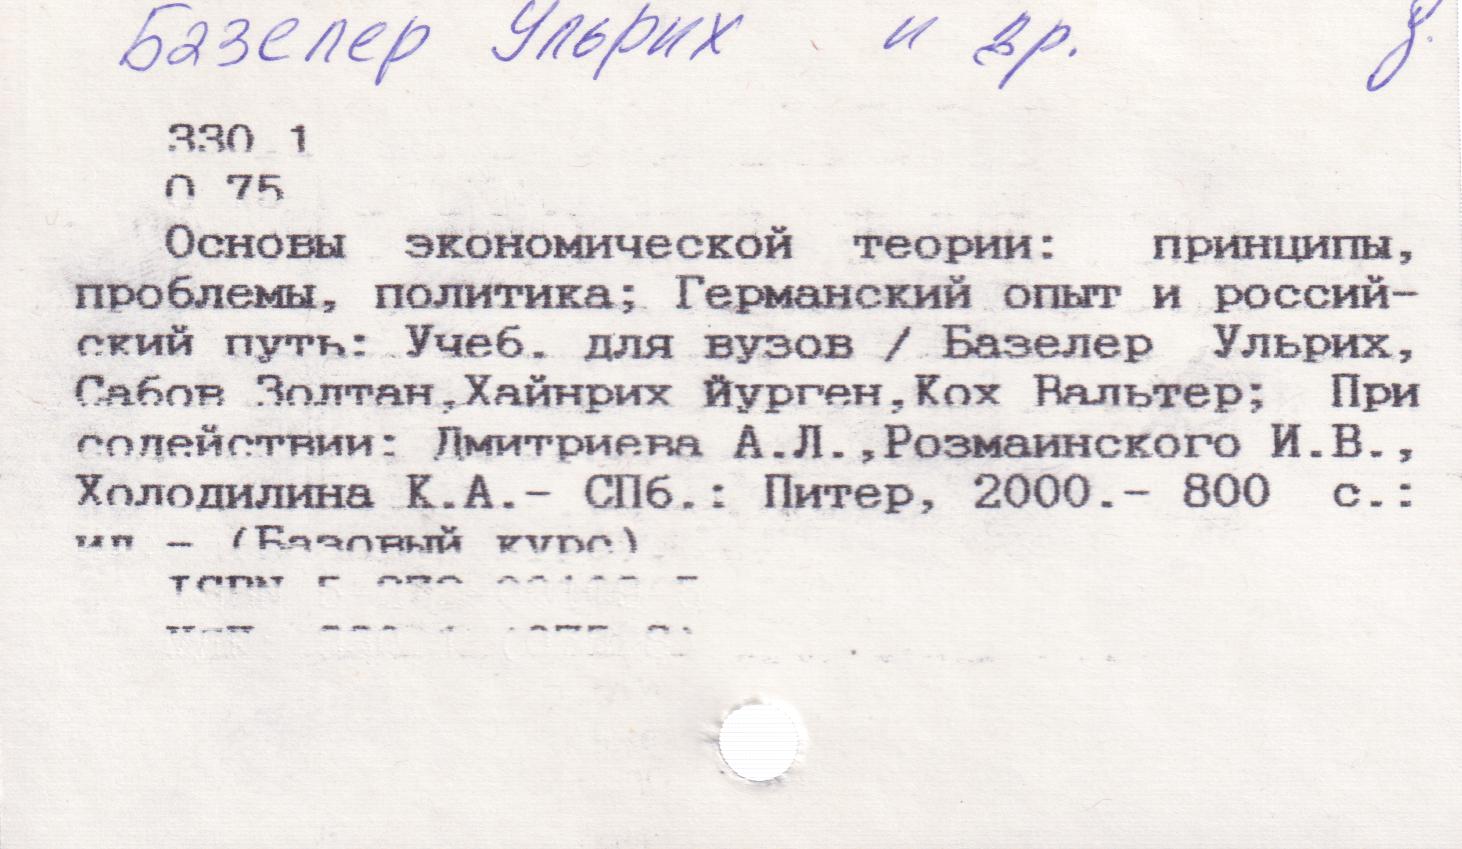 Базелер Ульрих и др. у.
330.1
О 75
Основы экономической теории: принципы,
проблемы, политика; Германский опыт и россий-
ский путь: Учеб. для вузов / Базелер Ульрих,
Сабов Золтан,Хайнрих Йурген,Кох Вальтер; При
содействии: Дмитриева А.Л.,Розмаинского И.В.,
Холодилина К.А.- СПб.: Питер, 2000.- 800 с.:
ил - (Базовый курс)
ISBN 5